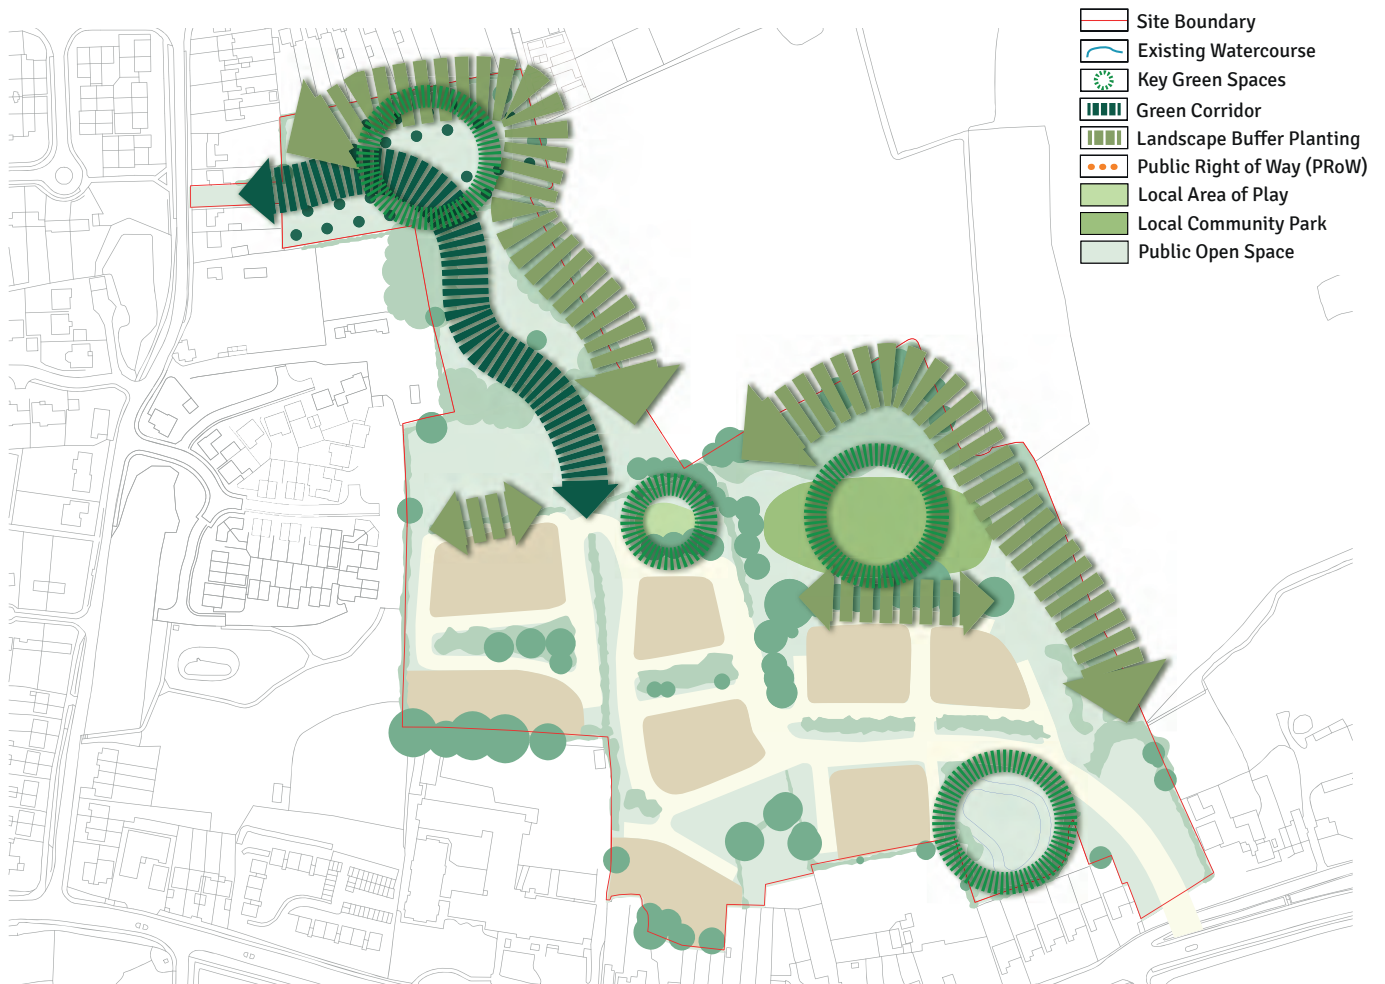 Site Boundary
Existing Watercourse
Key Green Spaces
Green Corridor
Landscape Buffer Planting
Public Right of Way (PRoW)
Local Area of Play
Local Community Park
Public Open Space